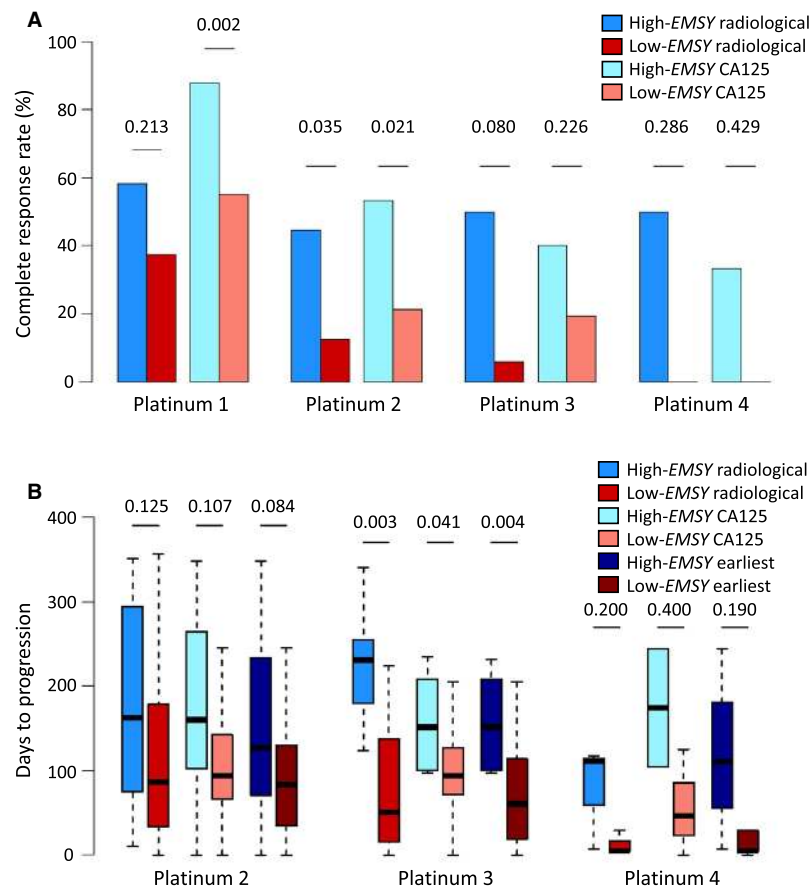 A
0.002
High-EMSY radiological
Low-EMSY radiological
High-EMSY CA125
Low-EMSY CA125
Complete response rate (%)
100
80
60
40
20
0
0.213
0.035
0.021
0.080
0.226
0.286
0.429
Platinum 1
Platinum 2
Platinum 3
Platinum 4
B
High-EMSY radiological
Low-EMSY radiological
High-EMSY CA125
Low-EMSY CA125
High-EMSY earliest
Low-EMSY earliest
Days to progression
400
300
200
100
0
0.125
0.107
0.084
0.003
0.041
0.004
0.200
0.400
0.190
Platinum 2
Platinum 3
Platinum 4